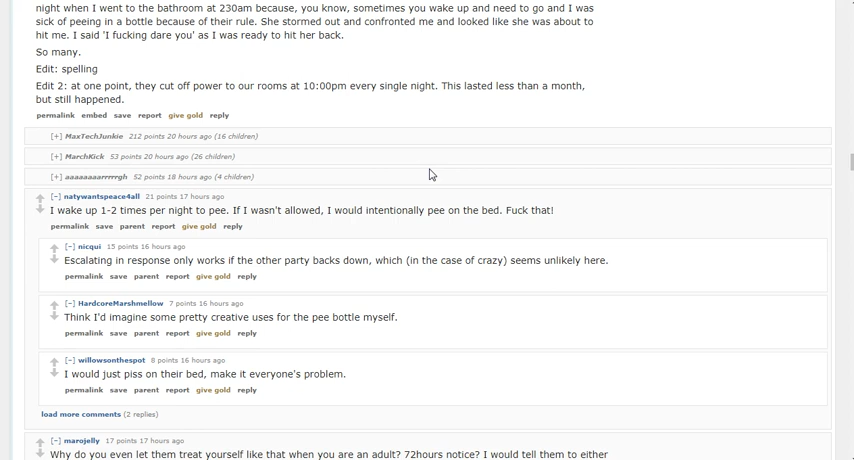 night when I went to the bathroom at 230am because, you know, sometimes you wake up and need to go and I was
sick of peeing in a bottle because of their rule. She stormed out and confronted me and looked like she was about to
hit me. I said 'I fucking dare you' as I was ready to hit her back.
So many.
Edit: spelling
Edit 2: at one point, they cut off power to our rooms at 10:00pm every single night. This lasted less than a month,
but still happened.
permalink embed save report give gold reply
[+] MaxTechJunkie 212 points 20 hours ago (16 children)
[+] MarchKick 53 points 20 hours ago (26 children)
[+] aaaaaaaarrrrrrgh 52 points 18 hours ago (4 children)
[–] natywantspeace4all 21 points 17 hours ago
I wake up 1-2 times per night to pee. If I wasn't allowed, I would intentionally pee on the bed. Fuck that!
permalink save parent report give gold reply
[–] nicqui 15 points 16 hours ago
Escalating in response only works if the other party backs down, which (in the case of crazy) seems unlikely here.
permalink save parent report give gold reply
[–] HardcoreMarshmellow 7 points 16 hours ago
Think I'd imagine some pretty creative uses for the pee bottle myself.
permalink save parent report give gold reply
[–] willowsonthespot 8 points 16 hours ago
I would just piss on their bed, make it everyone's problem.
permalink save parent report give gold reply
load more comments (2 replies)
[–] marojelly 17 points 17 hours ago
Why do you even let them treat yourself like that when you are an adult? 72hours notice? I would tell them to either